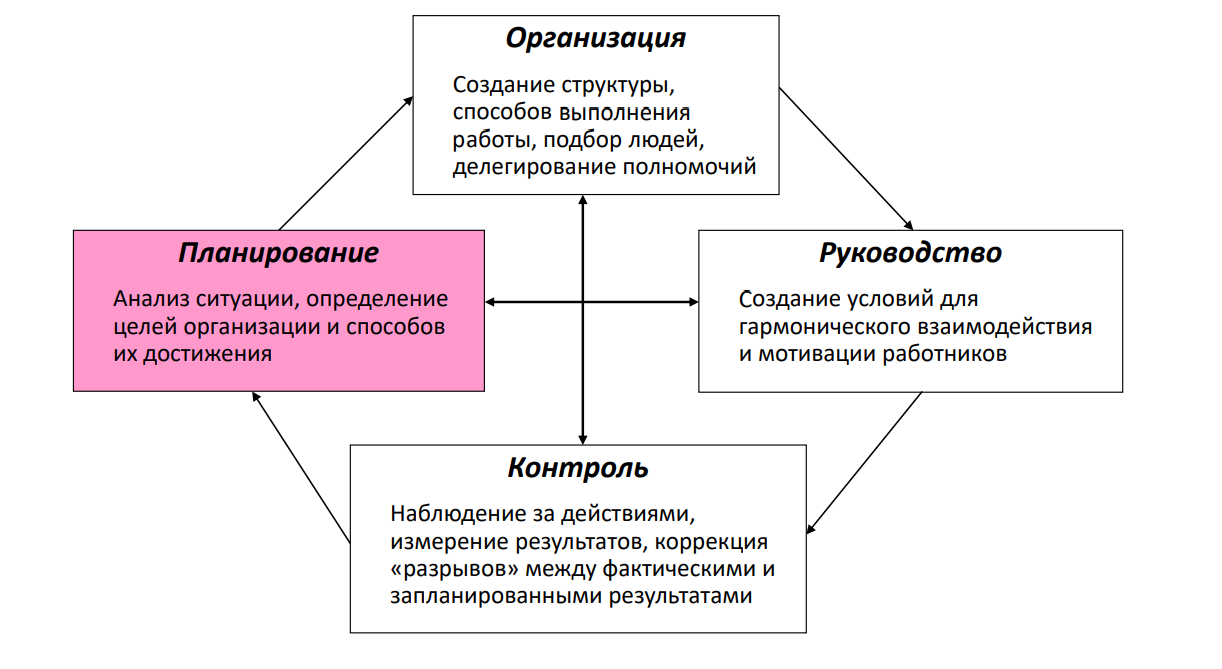 Организация
Создание структуры,
способов выполнения
работы, подбор людей,
делегирование полномочий
Планирование
Анализ ситуации, определение
целей организации и способов
их достижения
Руководство
Создание условий для
гармонического взаимодействия
и мотивации работников
Контроль
Наблюдение за действиями,
измерение результатов, коррекция
«разрывов» между фактическими и
запланированными результатами